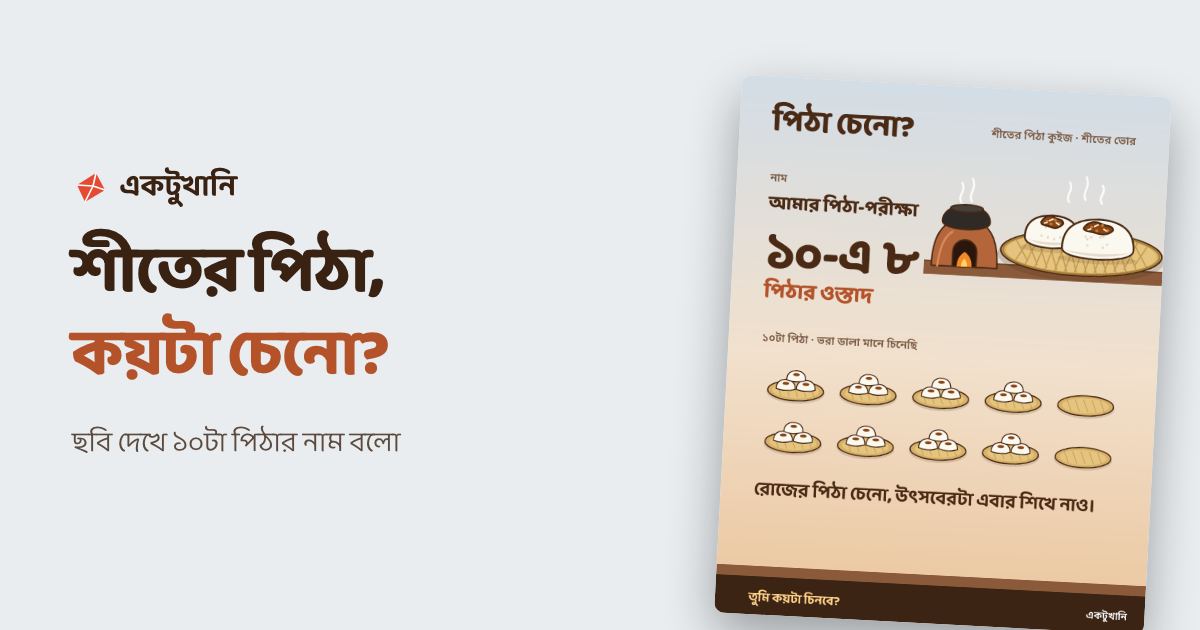 একটুখানি
শীতের পিঠা,
কয়টা চেনো?
ছবি দেখে ১০টা পিঠার নাম বলো
পিঠা চেনো?
শীতের পিঠা কুইজ · শীতের ভোর
নাম
আমার পিঠা-পরীক্ষা
১০-এ ৮
পিঠার ওস্তাদ
১০টা পিঠা · ভরা ডালা মানে চিনেছি
রোজের পিঠা চেনো, উৎসবেরটা এবার শিখে নাও।
তুমি কয়টা চিনবে?
একটুখানি